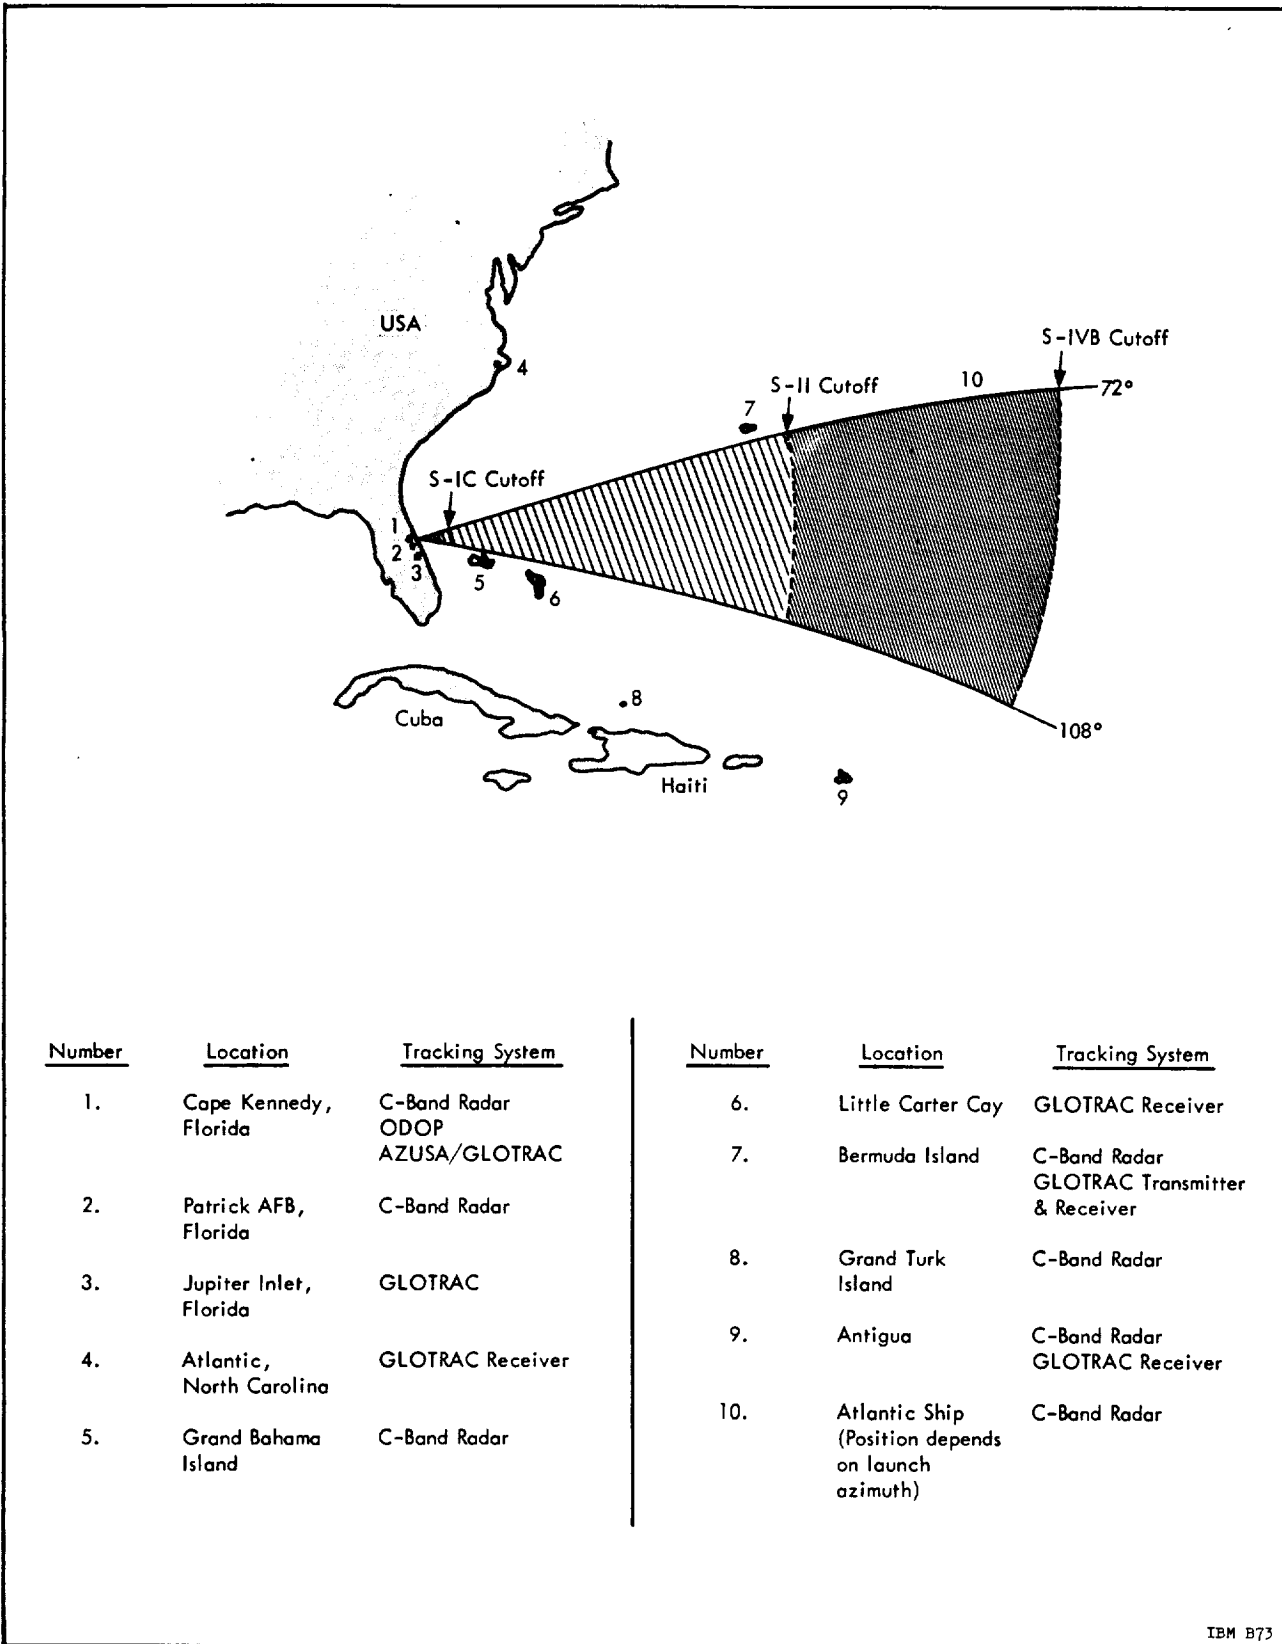 USA
4
S-IVB Cutoff
10
72°
S-II Cutoff
7
S-IC Cutoff
1
2
3
5
6
8
Cuba
108°
Haiti
9
Number Location Tracking System
1. Cape Kennedy, C-Band Radar
Florida ODOP
AZUSA/GLOTRAC
2. Patrick AFB, C-Band Radar
Florida
3. Jupiter Inlet, GLOTRAC
Florida
4. Atlantic, GLOTRAC Receiver
North Carolina
5. Grand Bahama C-Band Radar
Island
Number Location Tracking System
6. Little Carter Cay GLOTRAC Receiver
7. Bermuda Island C-Band Radar
GLOTRAC Transmitter
& Receiver
8. Grand Turk C-Band Radar
Island
9. Antigua C-Band Radar
GLOTRAC Receiver
10. Atlantic Ship C-Band Radar
(Position depends
on launch
azimuth)
IBM B73